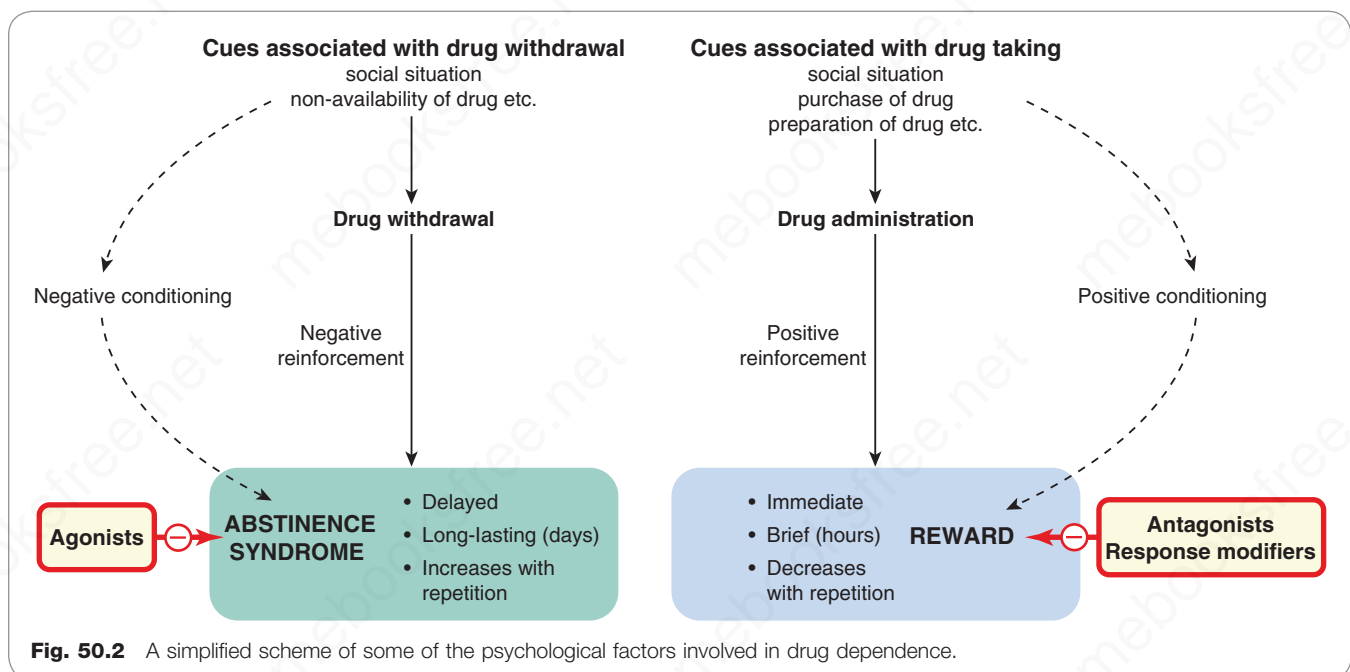 Cues associated with drug withdrawal
social situation
non-availability of drug etc.
Cues associated with drug taking
social situation
purchase of drug
preparation of drug etc.
Drug withdrawal
Drug administration
Negative conditioning
Positive conditioning
Negative
reinforcement
Positive
reinforcement
Agonists
−
ABSTINENCE
SYNDROME
• Delayed
• Long-lasting (days)
• Increases with
repetition
• Immediate
• Brief (hours)
• Decreases
with repetition
REWARD
−
Antagonists
Response modifiers
Fig. 50.2 A simplified scheme of some of the psychological factors involved in drug dependence.
mebooksfree.net